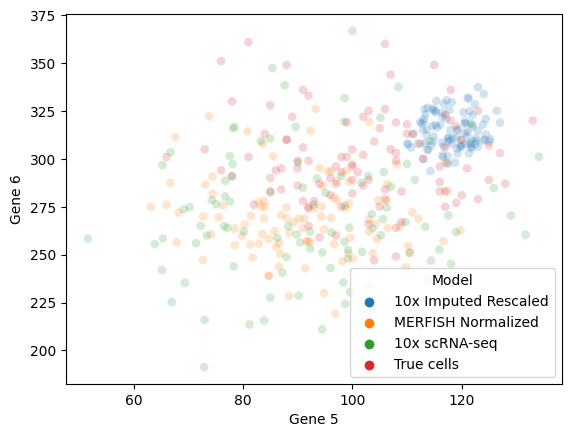 375
350
325
300
275
250
225
200
Gene 6
60
80
100
120
Gene 5
Model
10x Imputed Rescaled
MERFISH Normalized
10x scRNA-seq
True cells